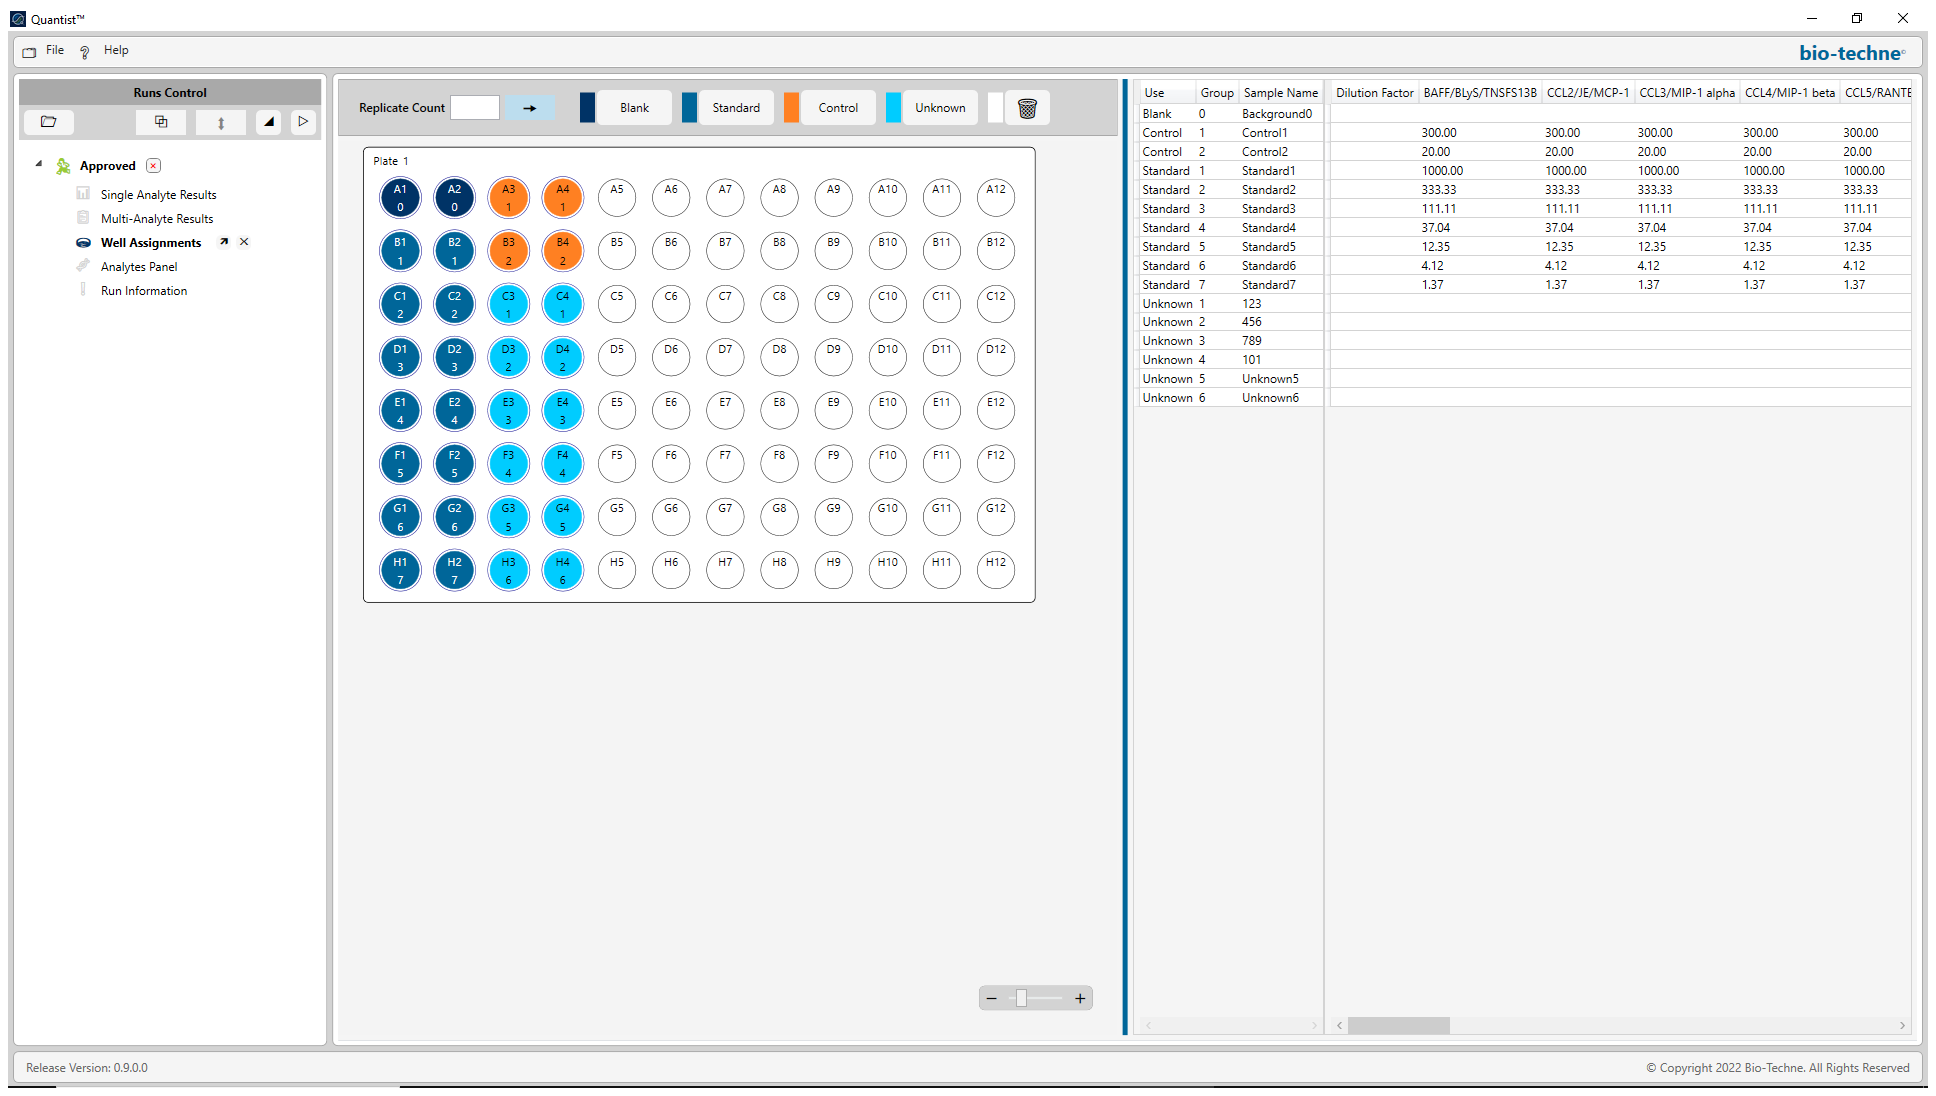 Quantist™
File ? Help
bio-techne®
Runs Control
Approved
Single Analyte Results
Multi-Analyte Results
Well Assignments
Analytes Panel
Run Information
Replicate Count
Blank
Standard
Control
Unknown
Plate 1
A1 A2 A3 A4 A5 A6 A7 A8 A9 A10 A11 A12
0 0 1 1
B1 B2 B3 B4 B5 B6 B7 B8 B9 B10 B11 B12
1 1 2 2
C1 C2 C3 C4 C5 C6 C7 C8 C9 C10 C11 C12
2 2 1 1
D1 D2 D3 D4 D5 D6 D7 D8 D9 D10 D11 D12
3 3 2 2
E1 E2 E3 E4 E5 E6 E7 E8 E9 E10 E11 E12
4 4 3 3
F1 F2 F3 F4 F5 F6 F7 F8 F9 F10 F11 F12
5 5 4 4
G1 G2 G3 G4 G5 G6 G7 G8 G9 G10 G11 G12
6 6 5 5
H1 H2 H3 H4 H5 H6 H7 H8 H9 H10 H11 H12
7 7 6 6
Use Group Sample Name Dilution Factor BAFF/BLyS/TNSFS13B CCL2/JE/MCP-1 CCL3/MIP-1 alpha CCL4/MIP-1 beta CCL5/RANTE
Blank 0 Background0
Control 1 Control1 300.00 300.00 300.00 300.00 300.00
Control 2 Control2 20.00 20.00 20.00 20.00 20.00
Standard 1 Standard1 1000.00 1000.00 1000.00 1000.00 1000.00
Standard 2 Standard2 333.33 333.33 333.33 333.33 333.33
Standard 3 Standard3 111.11 111.11 111.11 111.11 111.11
Standard 4 Standard4 37.04 37.04 37.04 37.04 37.04
Standard 5 Standard5 12.35 12.35 12.35 12.35 12.35
Standard 6 Standard6 4.12 4.12 4.12 4.12 4.12
Standard 7 Standard7 1.37 1.37 1.37 1.37 1.37
Unknown 1 123
Unknown 2 456
Unknown 3 789
Unknown 4 101
Unknown 5 Unknown5
Unknown 6 Unknown6
Release Version: 0.9.0.0
© Copyright 2022 Bio-Techne. All Rights Reserved